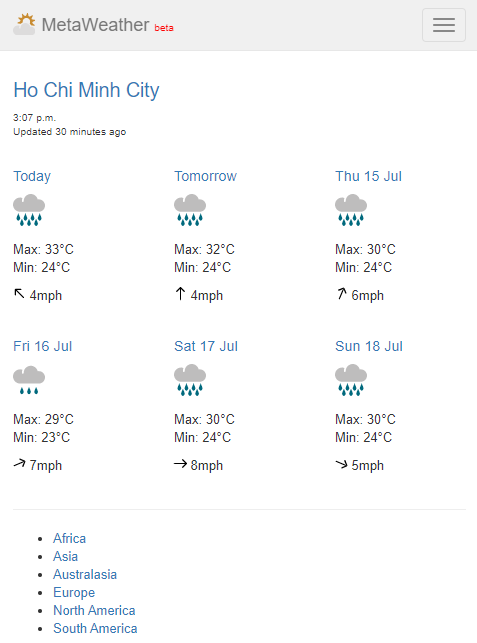 MetaWeather beta
Ho Chi Minh City
3:07 p.m.
Updated 30 minutes ago
Today
Max: 33°C
Min: 24°C
4mph
Tomorrow
Max: 32°C
Min: 24°C
4mph
Thu 15 Jul
Max: 30°C
Min: 24°C
6mph
Fri 16 Jul
Max: 29°C
Min: 23°C
7mph
Sat 17 Jul
Max: 30°C
Min: 24°C
8mph
Sun 18 Jul
Max: 30°C
Min: 24°C
5mph
Africa
Asia
Australasia
Europe
North America
South America